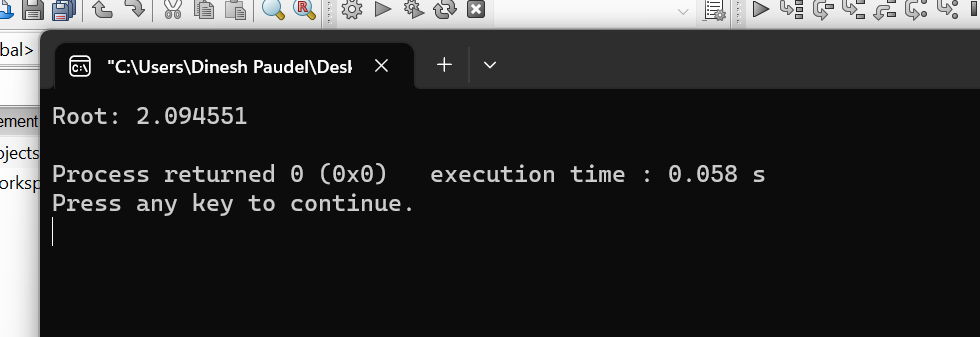 bal>
"C:\Users\Dinesh Paudel\Desk
ement
ojects
orksp
Root: 2.094551
Process returned 0 (0x0)   execution time : 0.058 s
Press any key to continue.